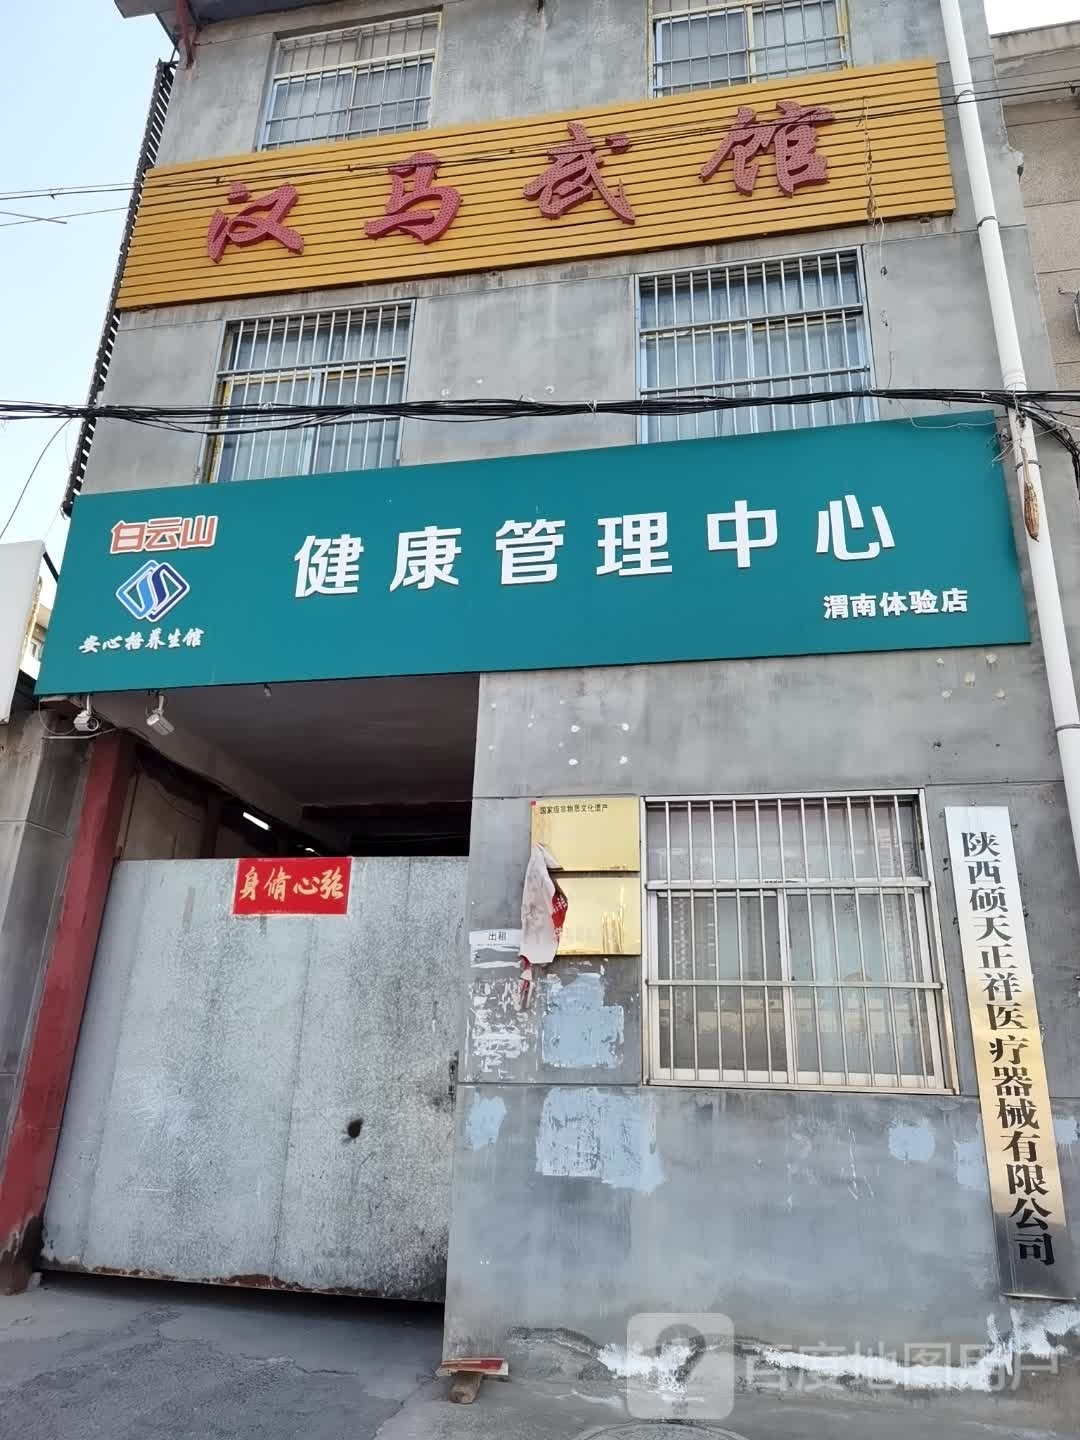 汉马武馆
白云山
安心格养生馆
健康管理中心
渭南体验店
国家级非物质文化遗产
身脩心强
出租
陕西硕天正祥医疗器械有限公司
百度地图用户